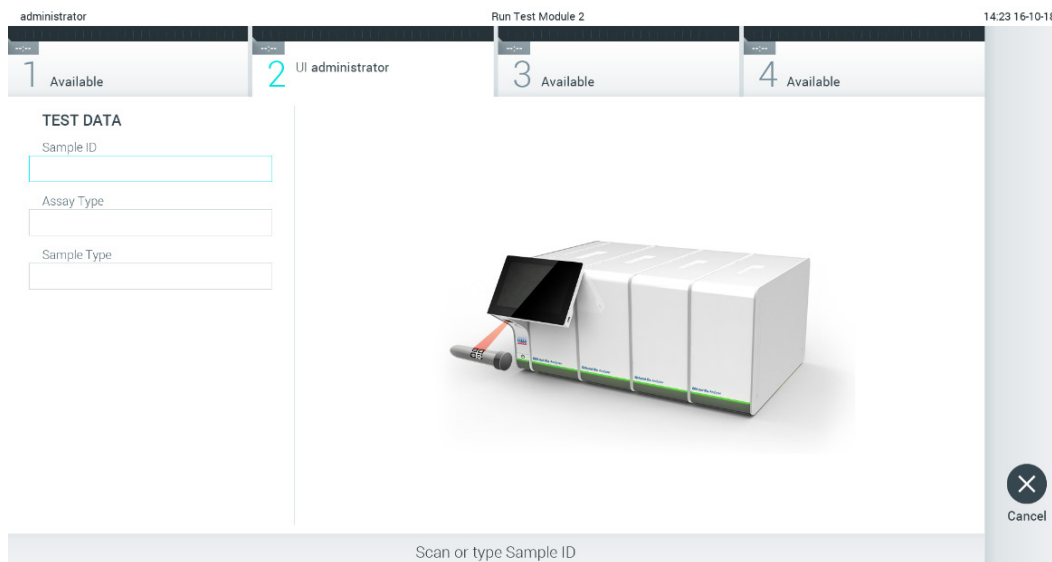 administrator
Run Test Module 2
14:23 16-10-18
--:--
--:--
--:--
--:--
1 Available
2 UI administrator
3 Available
4 Available
TEST DATA
Sample ID
Assay Type
Sample Type
Cancel
Scan or type Sample ID